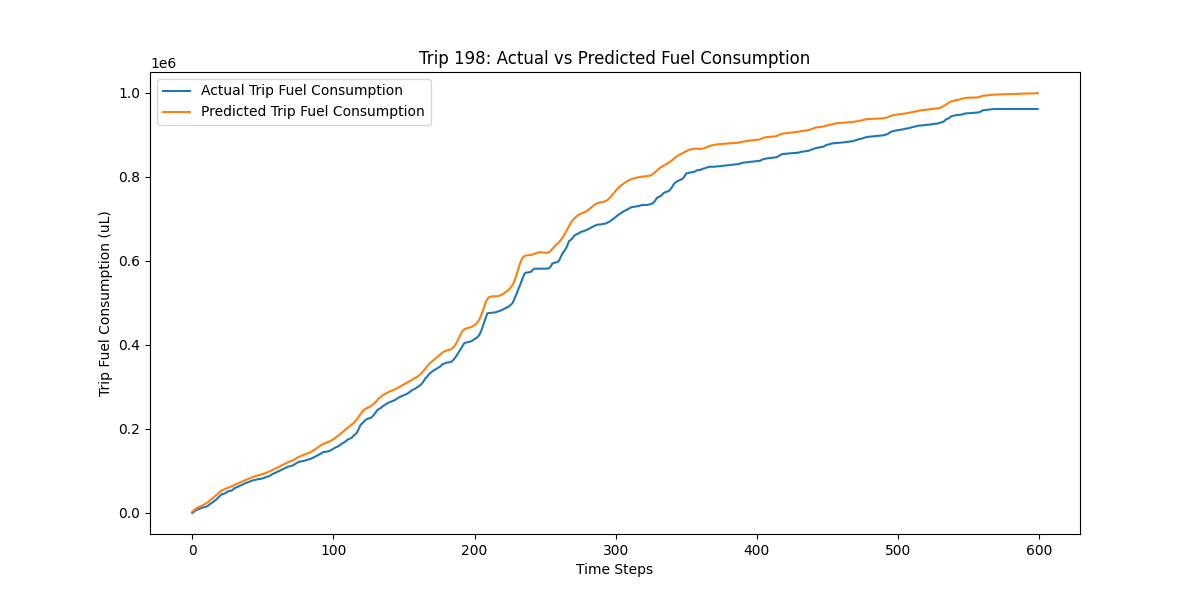 Trip 198: Actual vs Predicted Fuel Consumption
1e6
Actual Trip Fuel Consumption
Predicted Trip Fuel Consumption
1.0
0.8
0.6
0.4
0.2
0.0
Trip Fuel Consumption (uL)
0 100 200 300 400 500 600
Time Steps